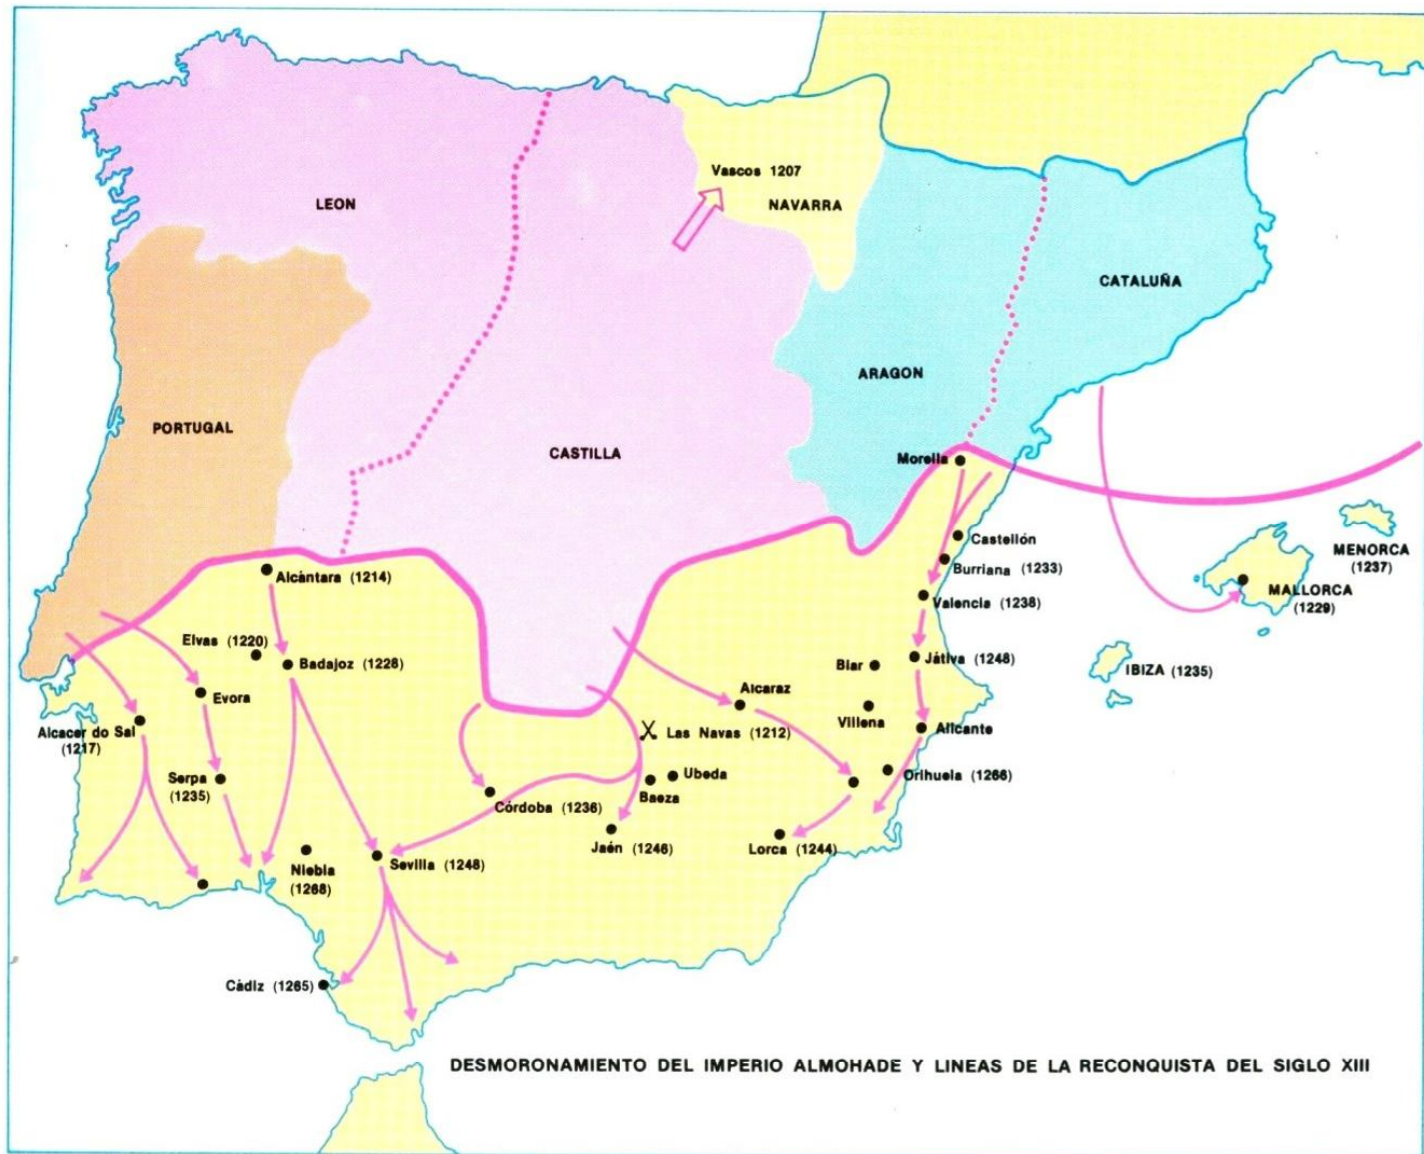 Vascos 1207
NAVARRA
LEON
CATALUÑA
ARAGON
PORTUGAL
CASTILLA
Morella
Castellón
Burriana (1233)
Valencia (1238)
MENORCA
(1237)
MALLORCA
(1229)
IBIZA (1235)
Alcántara (1214)
Elvas (1220)
Badajoz (1228)
Evora
Alcacer do Sal
(1217)
Serpa
(1235)
Biar
Játiva (1248)
Alcaraz
Villena
Alicante
Las Navas (1212)
Orihuela (1266)
Ubeda
Baeza
Córdoba (1236)
Jaén (1246)
Lorca (1244)
Niebla
(1268)
Sevilla (1248)
Cádiz (1265)
DESMORONAMIENTO DEL IMPERIO ALMOHADE Y LINEAS DE LA RECONQUISTA DEL SIGLO XIII